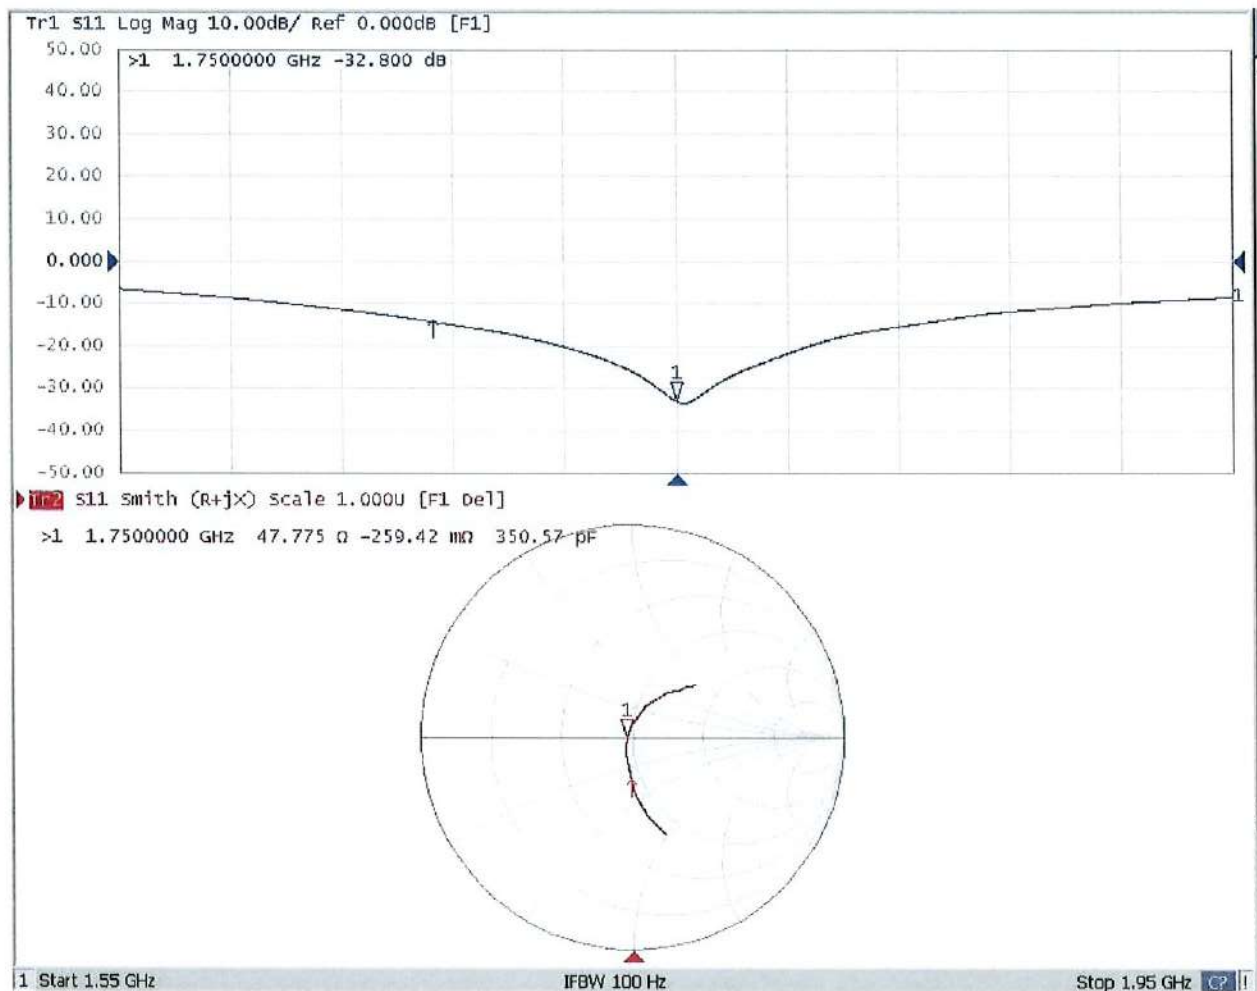 Tr1 S11 Log Mag 10.00dB/ Ref 0.000dB [F1]
50.00
>1 1.7500000 GHz -32.800 dB
40.00
30.00
20.00
10.00
0.000
-10.00
1
-20.00
1
-30.00
-40.00
-50.00
Tr2 S11 Smith (R+jX) Scale 1.000U [F1 Del]
>1 1.7500000 GHz 47.775 Ω -259.42 mΩ 350.57 pF
1
1 Start 1.55 GHz IFBW 100 Hz Stop 1.95 GHz C? !